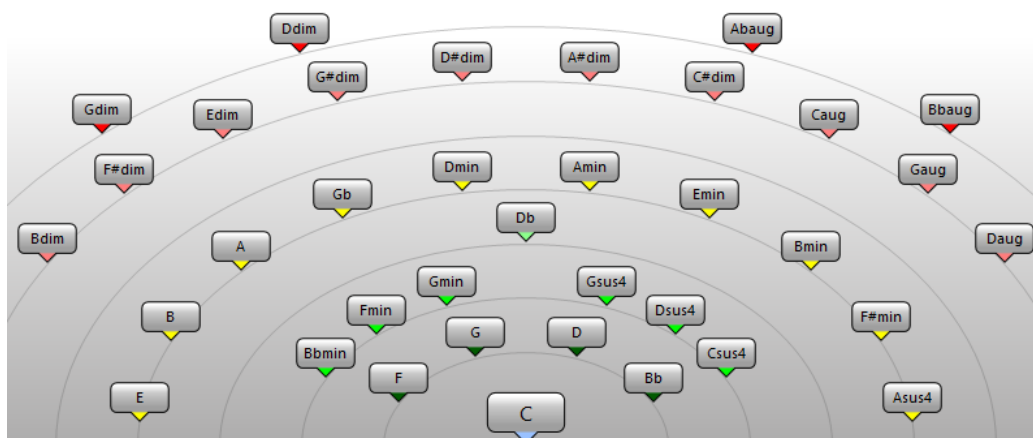 Ddim
Abaug
D#dim
A#dim
G#dim
C#dim
Gdim
Edim
Caug
Bbaug
F#dim
Dmin
Amin
Gaug
Gb
Emin
Db
Bdim
A
Bmin
Daug
Gmin
Gsus4
B
Fmin
Dsus4
F#min
G
D
Bbmin
Csus4
F
Bb
E
C
Asus4